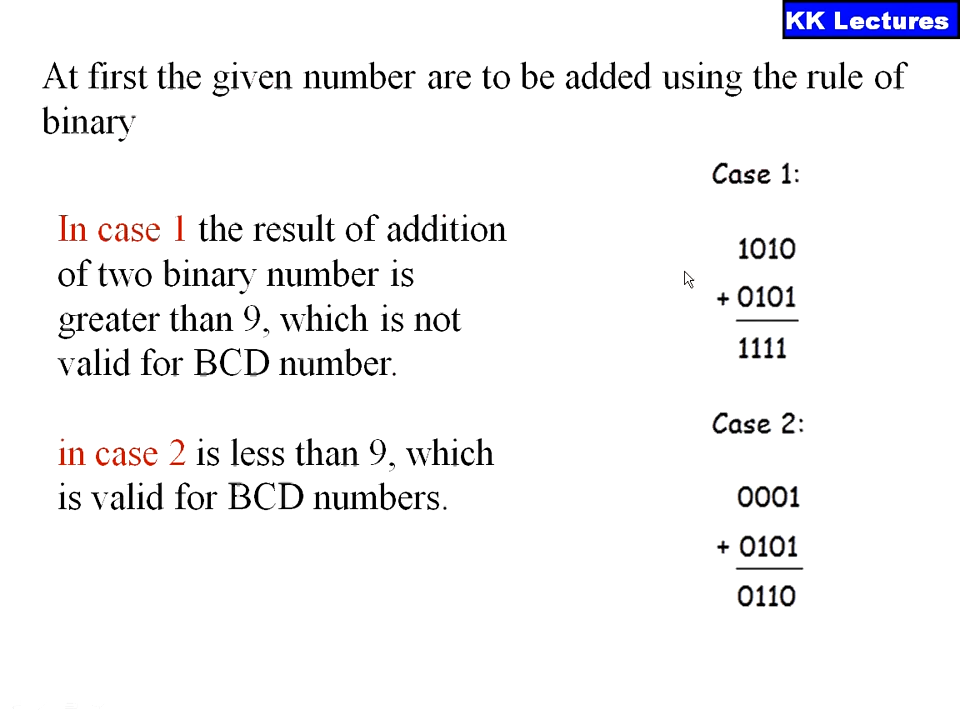 KK Lectures
At first the given number are to be added using the rule of
binary
In case 1 the result of addition
of two binary number is
greater than 9, which is not
valid for BCD number.
in case 2 is less than 9, which
is valid for BCD numbers.
Case 1:
1010
+ 0101
1111
Case 2:
0001
+ 0101
0110